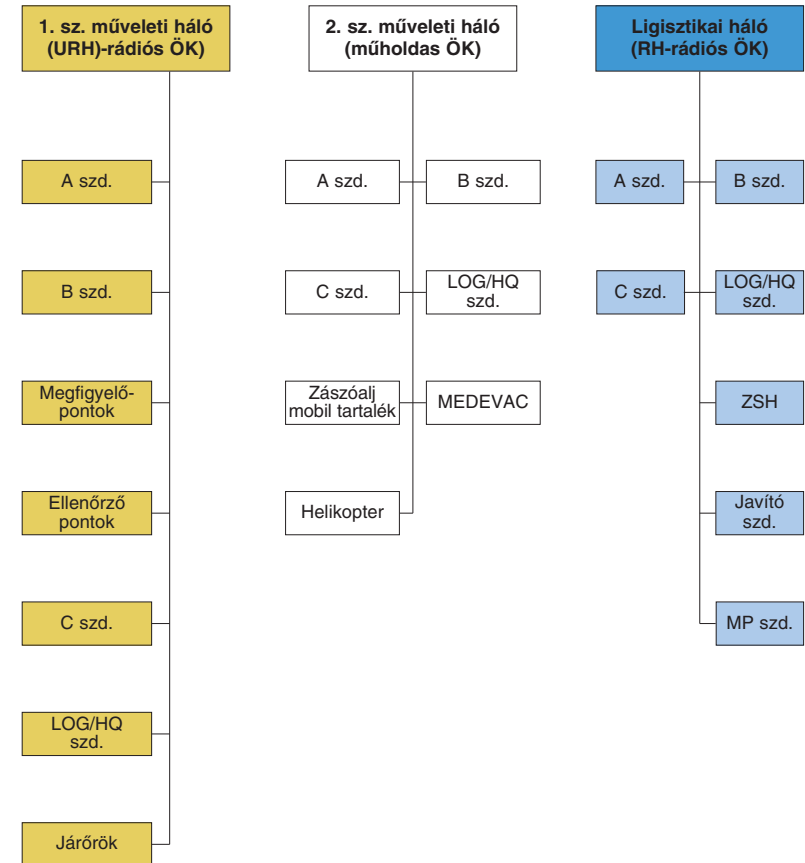 1. sz. műveleti háló
(URH)-rádiós ÖK)
A szd.
B szd.
Megfigyelő-
pontok
Ellenőrző
pontok
C szd.
LOG/HQ
szd.
Járőrök
2. sz. műveleti háló
(műholdas ÖK)
A szd.
B szd.
C szd.
LOG/HQ
szd.
Zászóalj
mobil tartalék
MEDEVAC
Helikopter
Ligisztikai háló
(RH-rádiós ÖK)
A szd.
B szd.
C szd.
LOG/HQ
szd.
ZSH
Javító
szd.
MP szd.